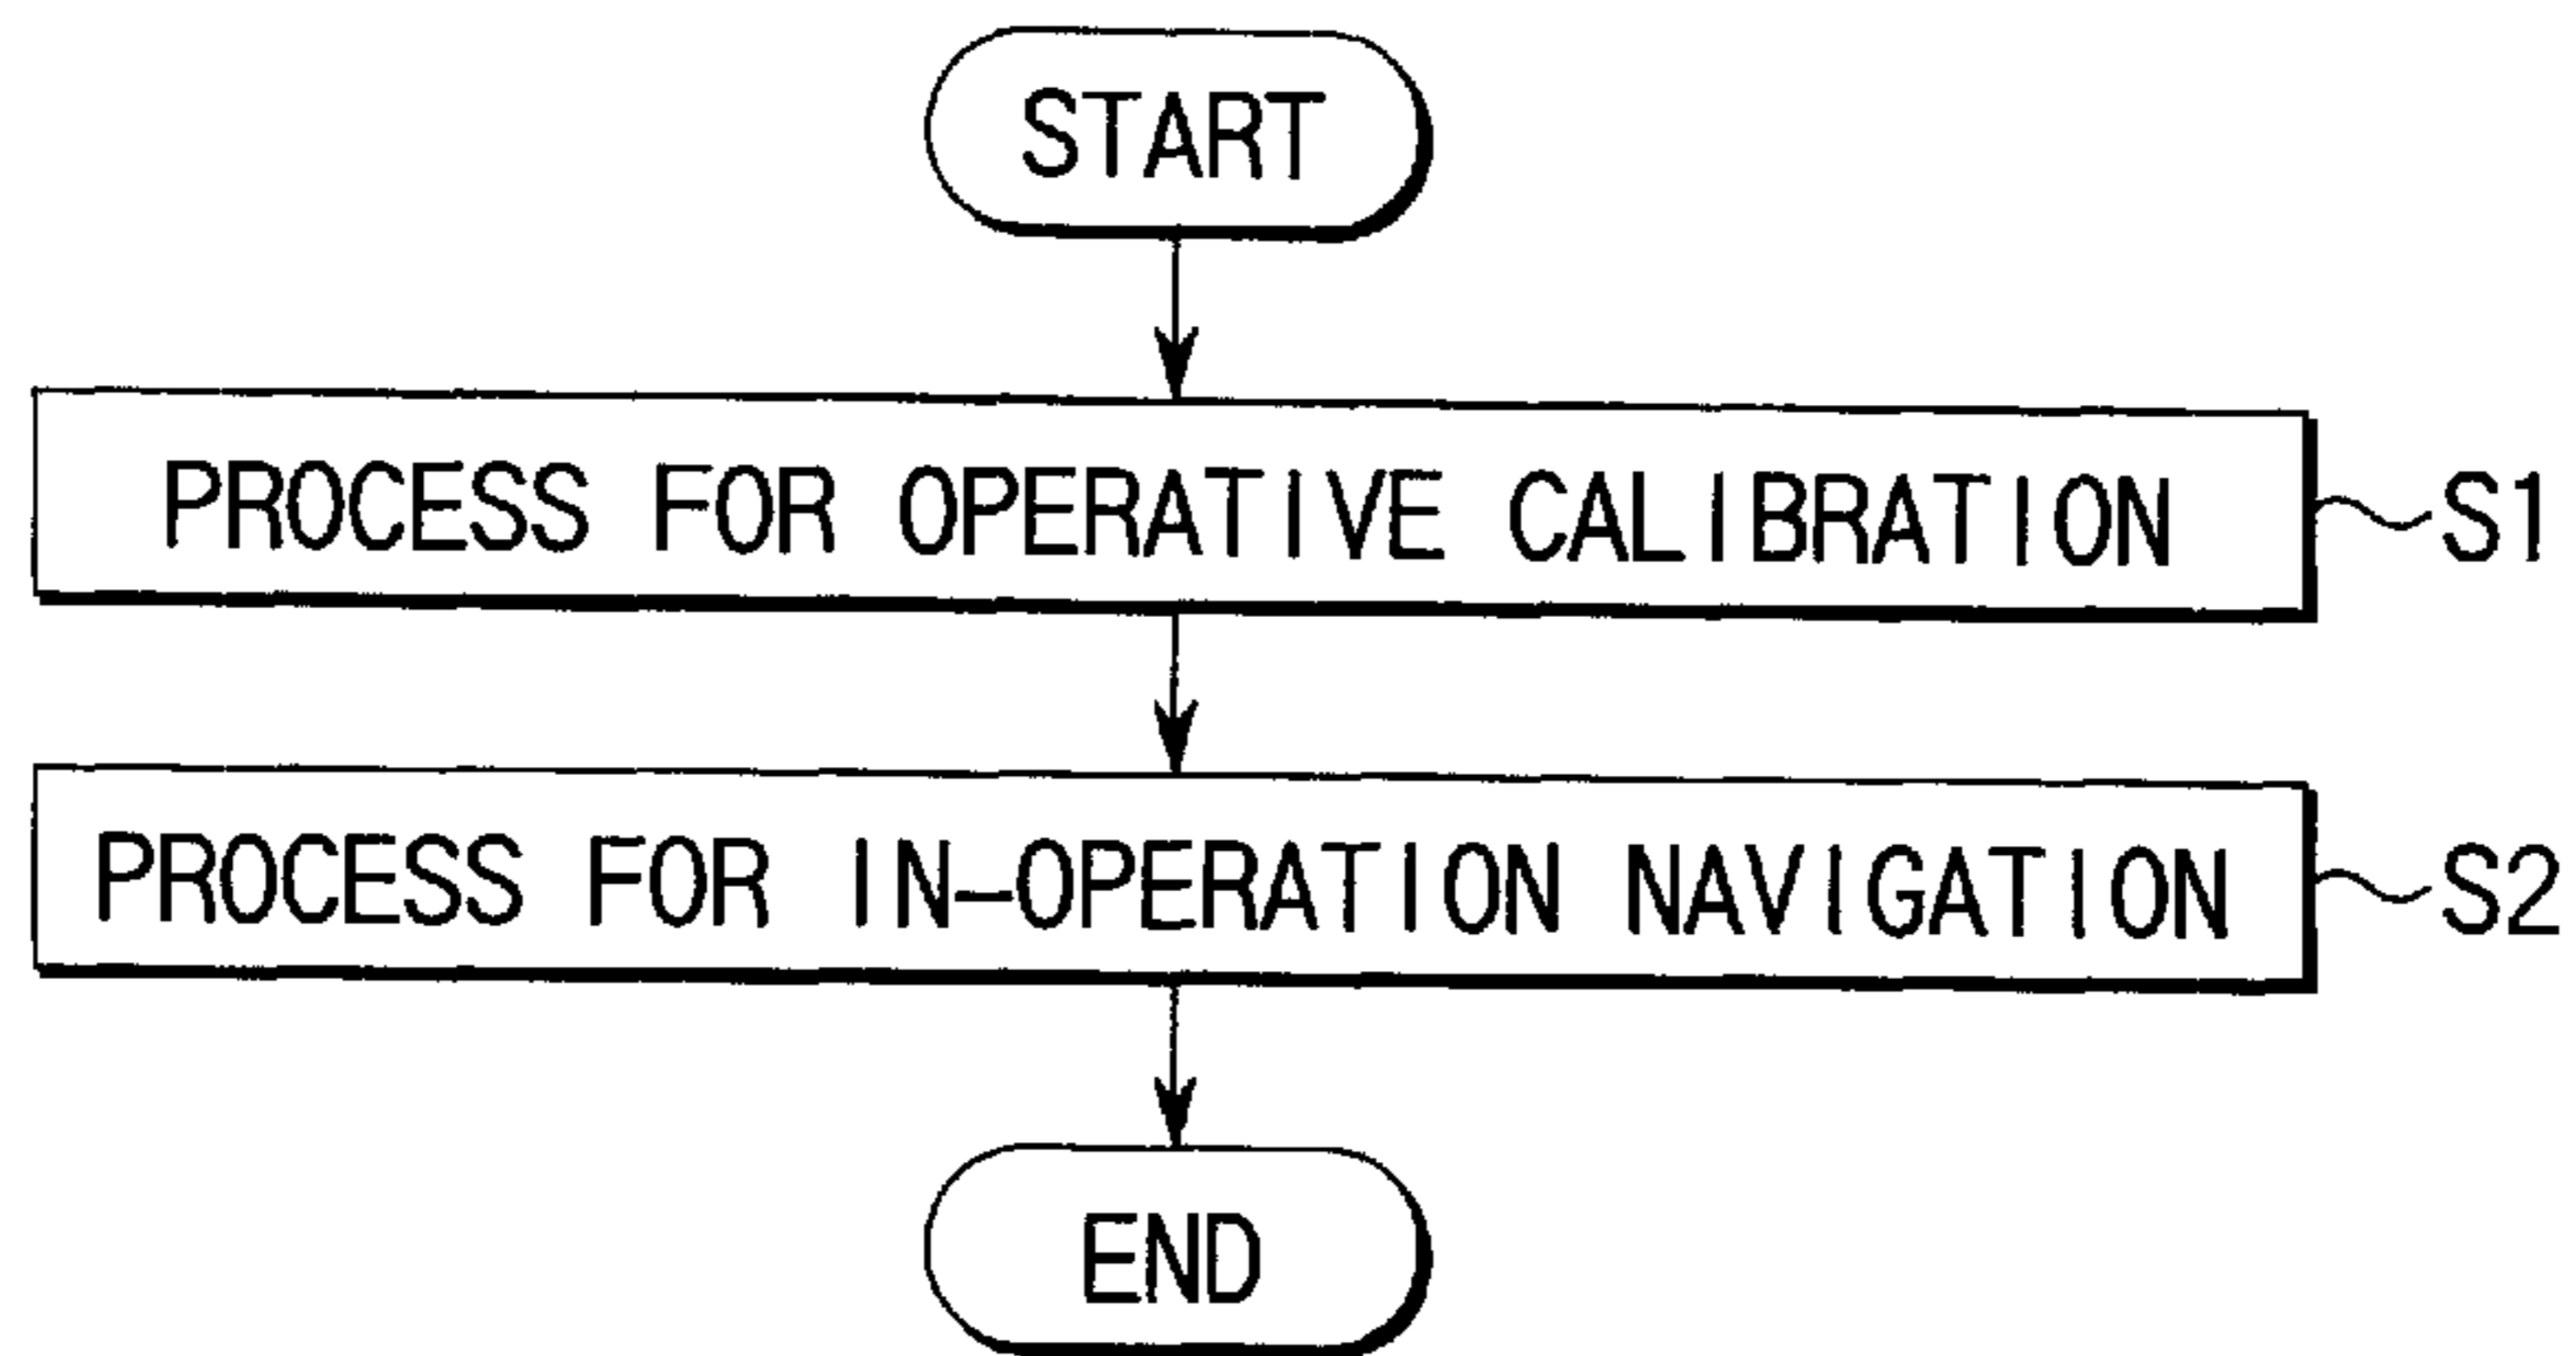 START
PROCESS FOR OPERATIVE CALIBRATION
S1
PROCESS FOR IN-OPERATION NAVIGATION
S2
END